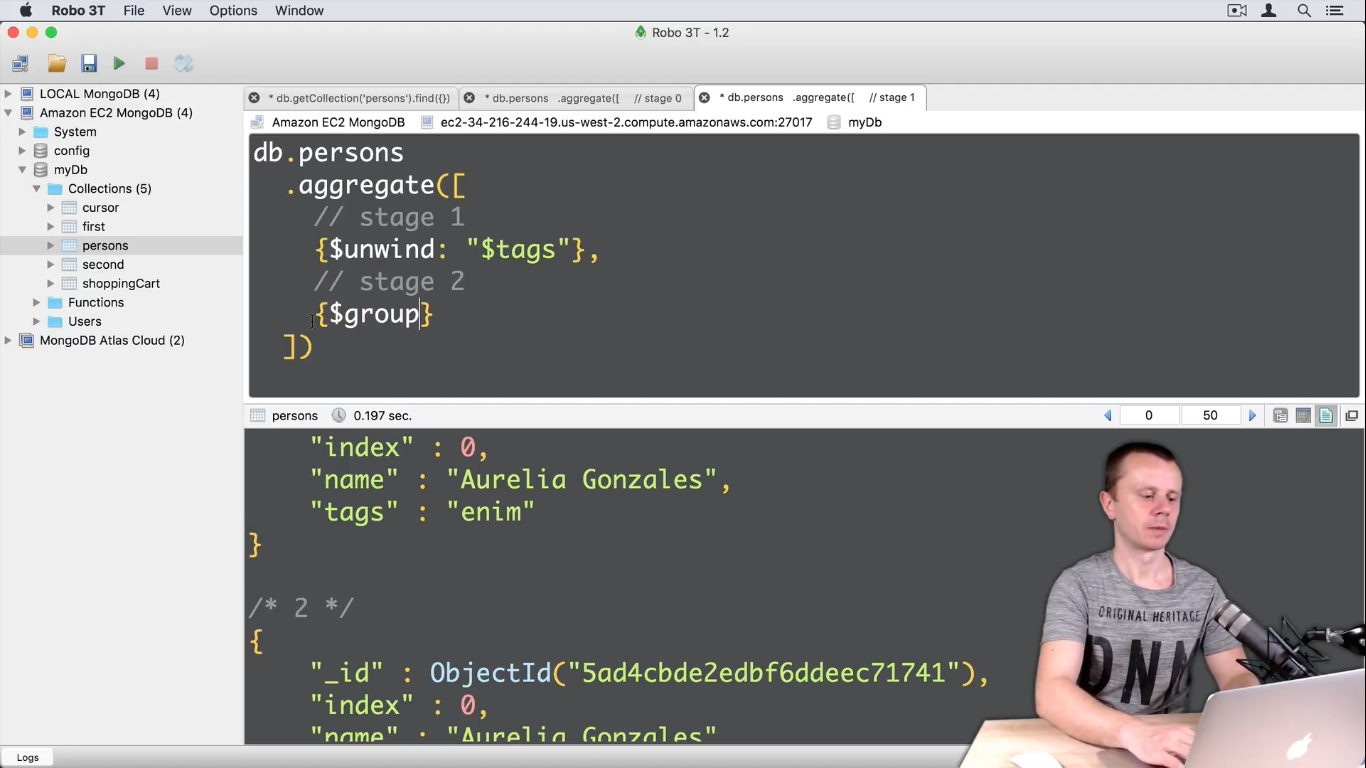 Robo 3T File View Options Window
Robo 3T - 1.2
LOCAL MongoDB (4)
Amazon EC2 MongoDB (4)
System
config
myDb
Collections (5)
cursor
first
persons
second
shoppingCart
Functions
Users
MongoDB Atlas Cloud (2)
* db.getCollection('persons').find({}) * db.persons .aggregate([ // stage 0 * db.persons .aggregate([ // stage 1
Amazon EC2 MongoDB ec2-34-216-244-19.us-west-2.compute.amazonaws.com:27017 myDb
db.persons
.aggregate([
// stage 1
{$unwind: "$tags"},
// stage 2
{$group}
])
persons 0.197 sec. 0 50
"index" : 0,
"name" : "Aurelia Gonzales",
"tags" : "enim"
}
/* 2 */
{
"_id" : ObjectId("5ad4cbde2edbf6ddeec71741"),
"index" : 0,
"name" : "Aurelia Gonzales"
ORIGINAL HERITAGE
DNM
Logs